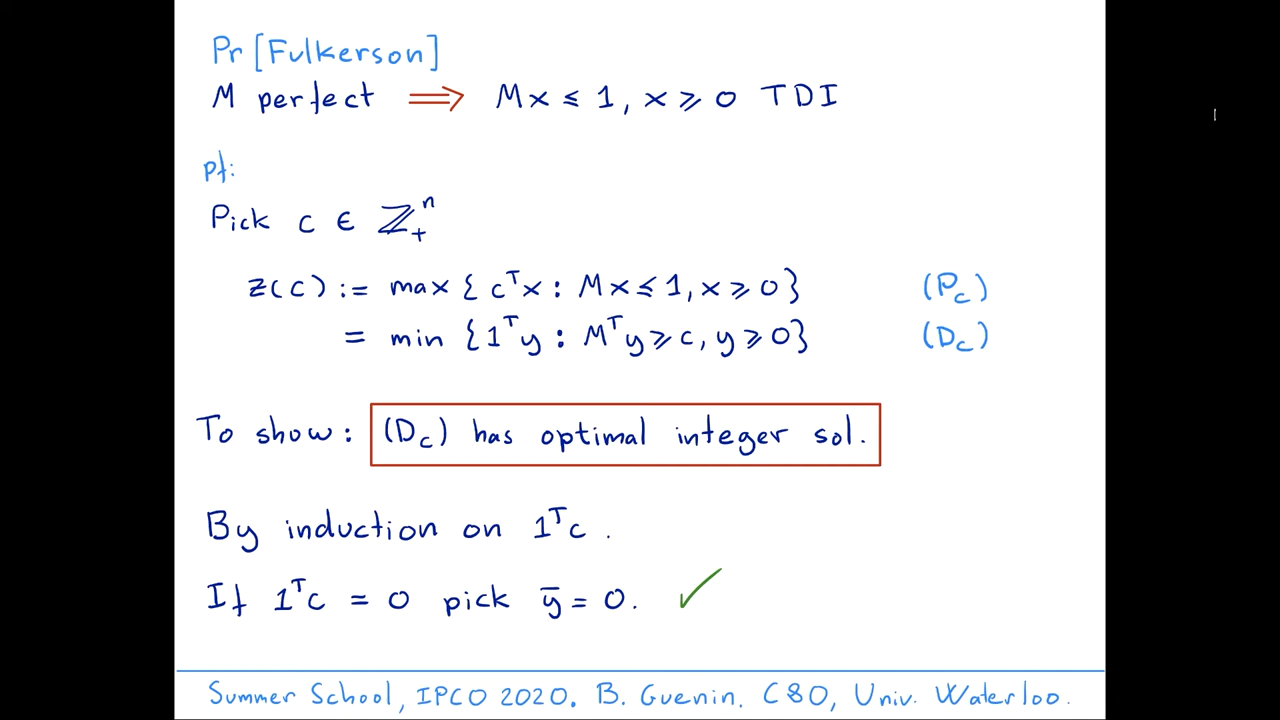 Pr [Fulkerson]
M perfect ⟹ Mx ≤ 1, x ≥ 0 TDI
pf:
Pick c ∈ ℤ₊ⁿ
z(c) := max { cᵀx : Mx ≤ 1, x ≥ 0 } (P_c)
= min { 1ᵀy : Mᵀy ≥ c, y ≥ 0 } (D_c)
To show: (D_c) has optimal integer sol.
By induction on 1ᵀc .
If 1ᵀc = 0 pick ȳ = 0. ✓
Summer School, IPCO 2020. B. Guenin. C&O, Univ. Waterloo.